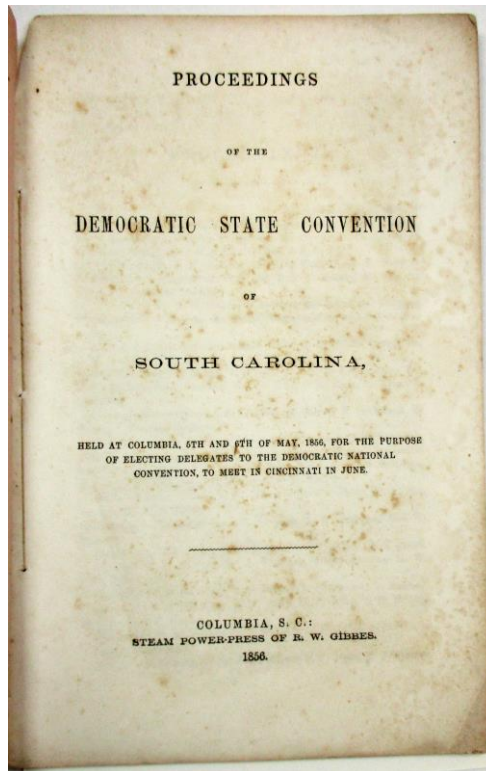 PROCEEDINGS
OF THE
DEMOCRATIC STATE CONVENTION
OF
SOUTH CAROLINA,
HELD AT COLUMBIA, 5TH AND 6TH OF MAY, 1856, FOR THE PURPOSE
OF ELECTING DELEGATES TO THE DEMOCRATIC NATIONAL
CONVENTION, TO MEET IN CINCINNATI IN JUNE.
COLUMBIA, S. C.:
STEAM POWER-PRESS OF R. W. GIBBES.
1856.